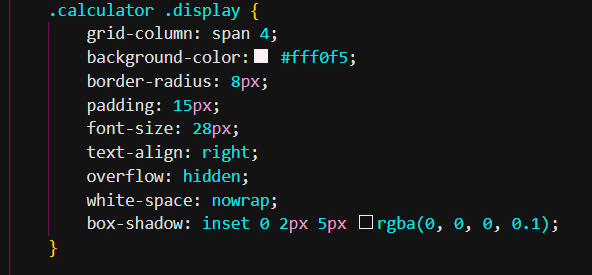 .calculator .display {
grid-column: span 4;
background-color: #fff0f5;
border-radius: 8px;
padding: 15px;
font-size: 28px;
text-align: right;
overflow: hidden;
white-space: nowrap;
box-shadow: inset 0 2px 5px rgba(0, 0, 0, 0.1);
}